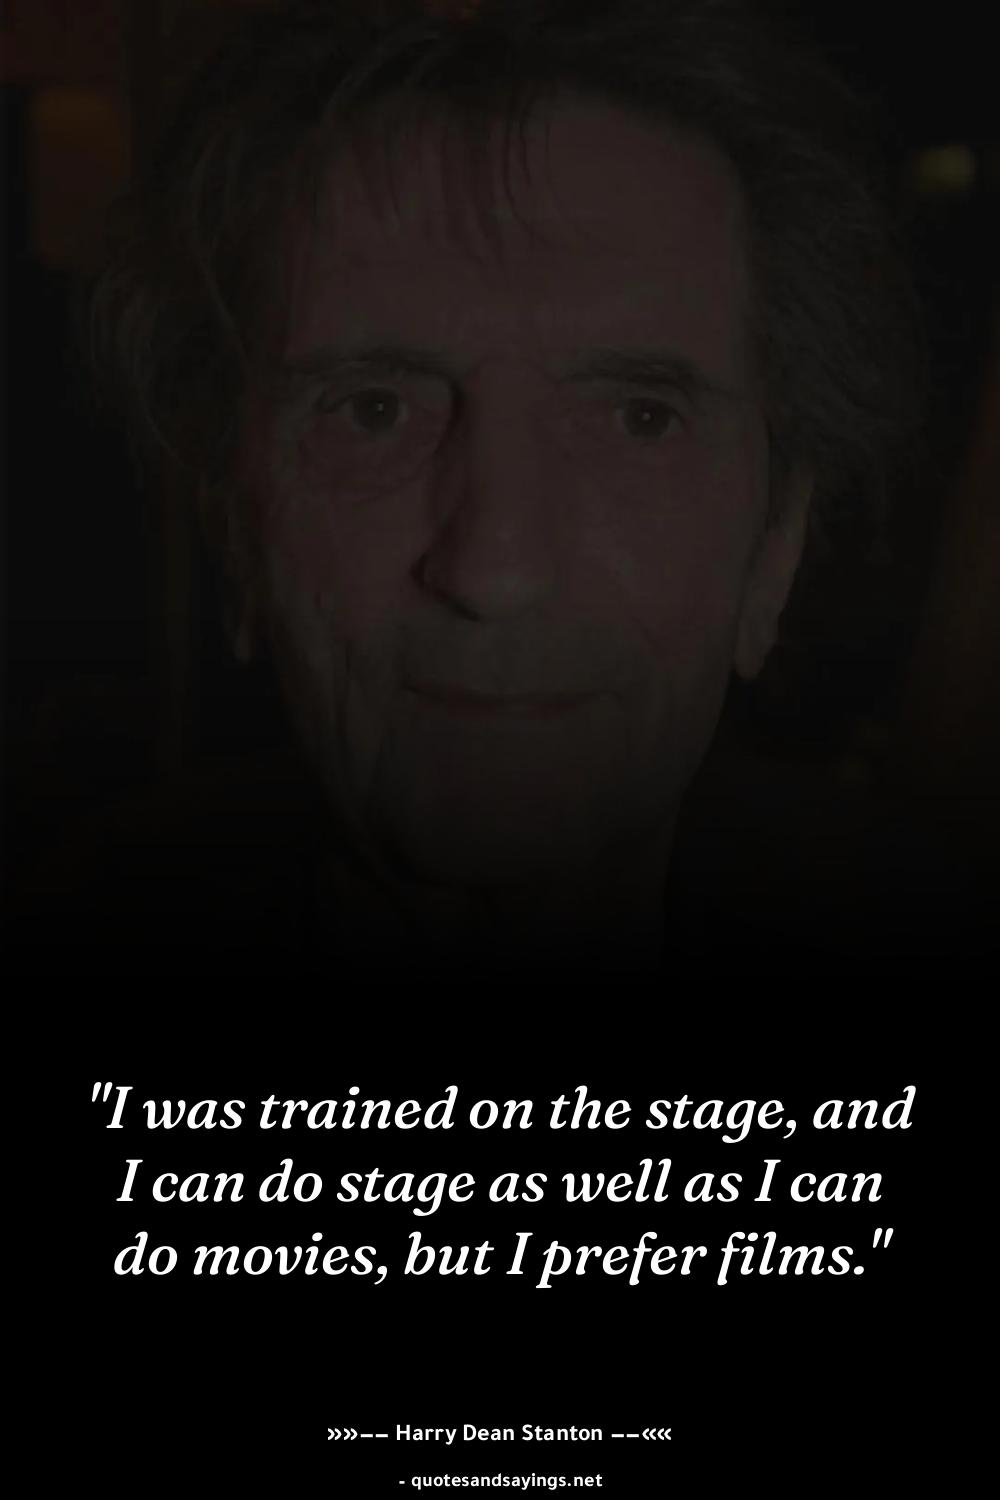 "I was trained on the stage, and
I can do stage as well as I can
do movies, but I prefer films."
»»−− Harry Dean Stanton −−««
- quotesandsayings.net